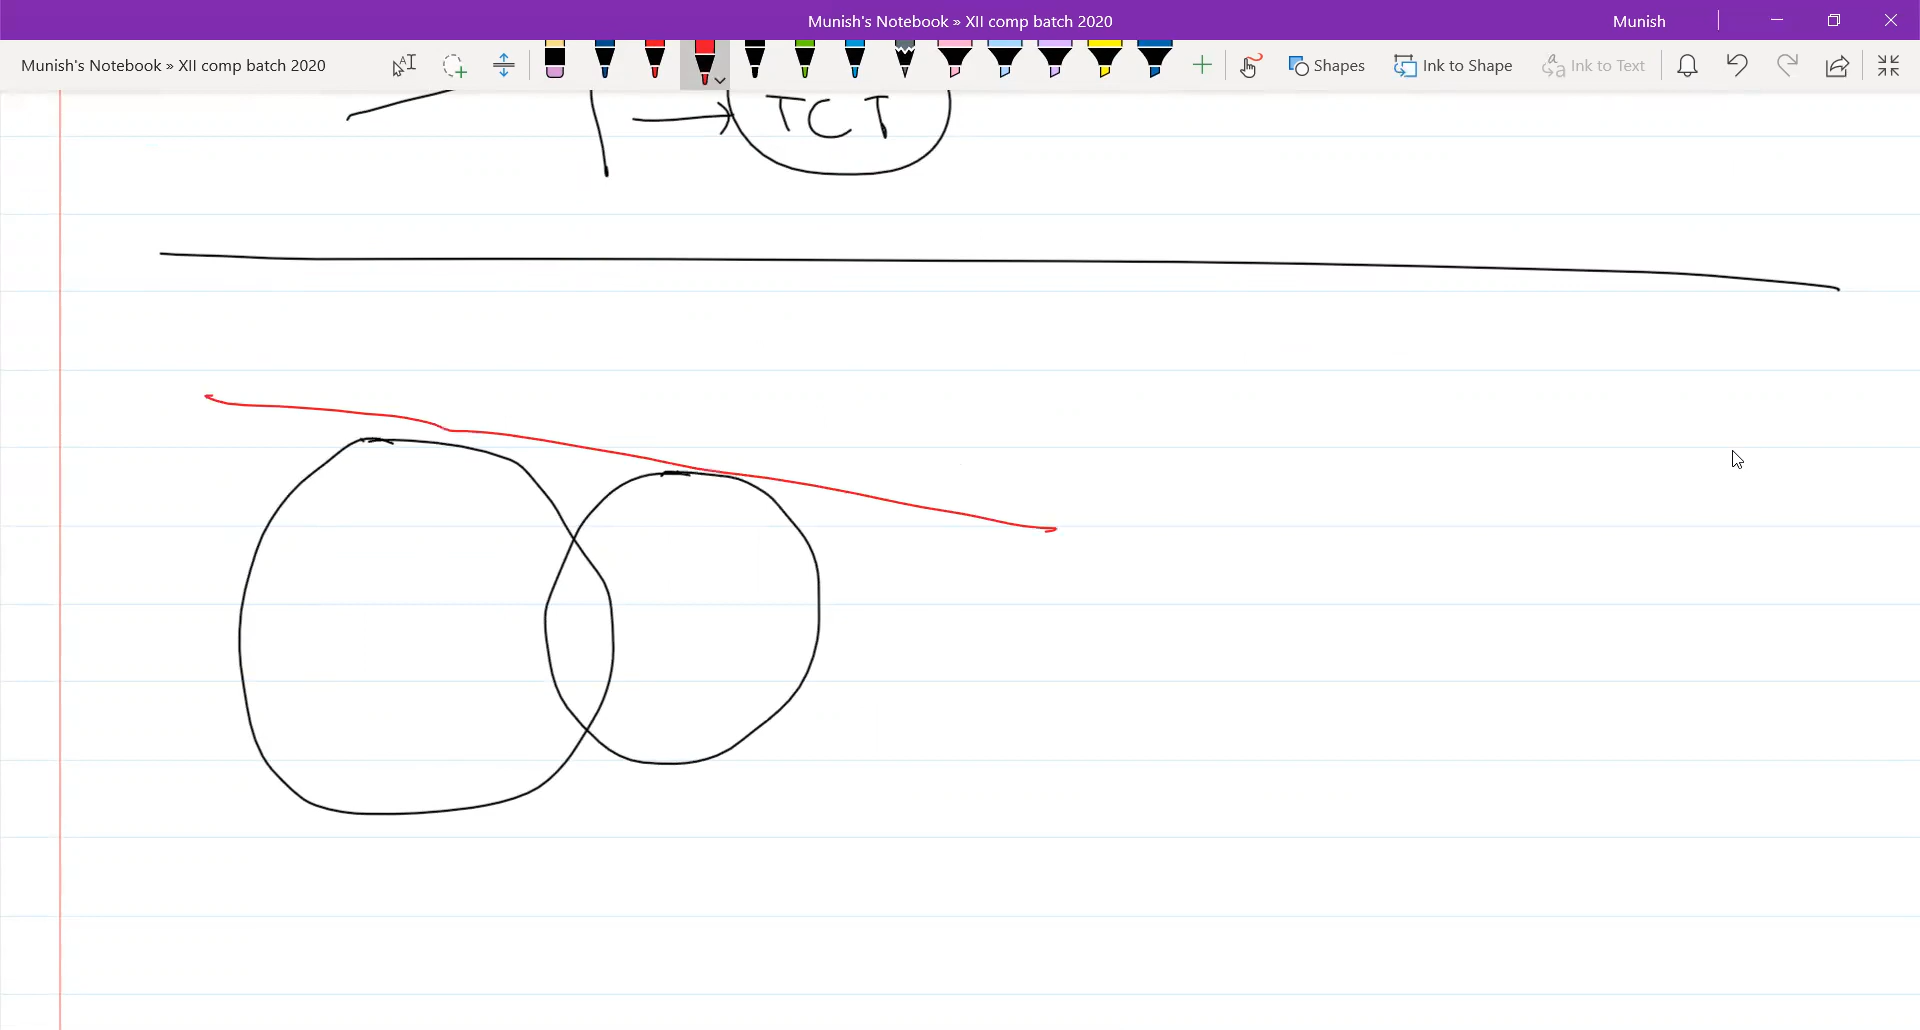 Munish's Notebook » XII comp batch 2020
Munish
Munish's Notebook » XII comp batch 2020
Shapes
Ink to Shape
Ink to Text
TCT